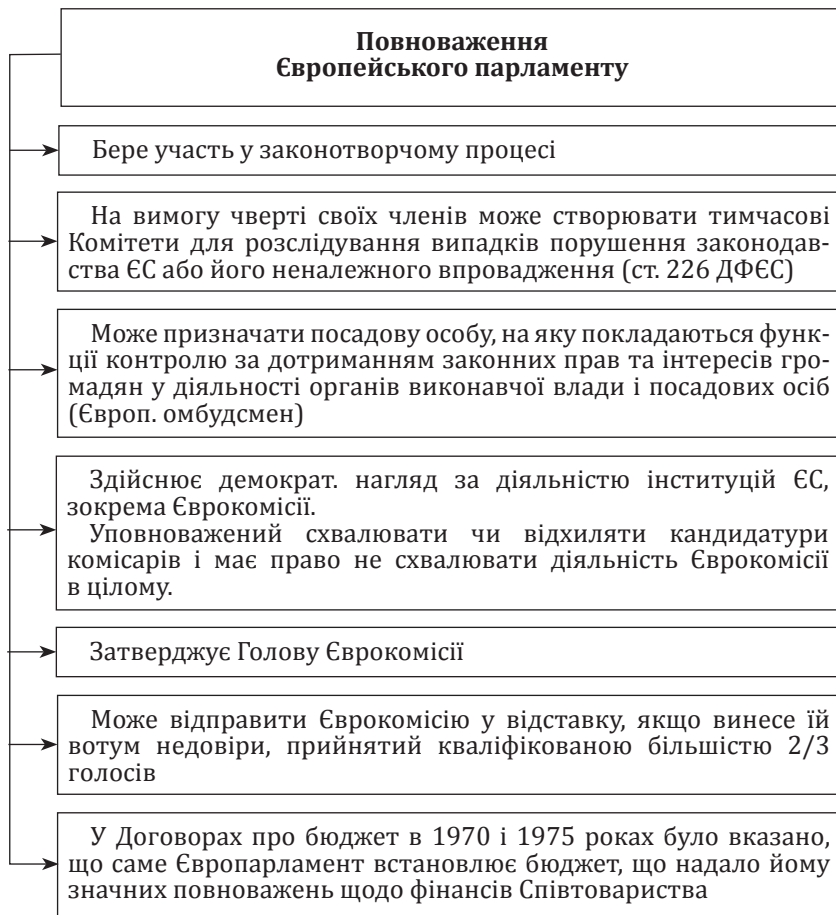 Повноваження
Європейського парламенту
Бере участь у законотворчому процесі
На вимогу чверті своїх членів може створювати тимчасові
Комітети для розслідування випадків порушення законодав-
ства ЄС або його неналежного впровадження (ст. 226 ДФЄС)
Може призначати посадову особу, на яку покладаються функ-
ції контролю за дотриманням законних прав та інтересів гро-
мадян у діяльності органів виконавчої влади і посадових осіб
(Європ. омбудсмен)
Здійснює демократ. нагляд за діяльністю інституцій ЄС,
зокрема Єврокомісії.
Уповноважений схвалювати чи відхиляти кандидатури
комісарів і має право не схвалювати діяльність Єврокомісії
в цілому.
Затверджує Голову Єврокомісії
Може відправити Єврокомісію у відставку, якщо винесе їй
вотум недовіри, прийнятий кваліфікованою більшістю 2/3
голосів
У Договорах про бюджет в 1970 і 1975 роках було вказано,
що саме Європарламент встановлює бюджет, що надало йому
значних повноважень щодо фінансів Співтовариства